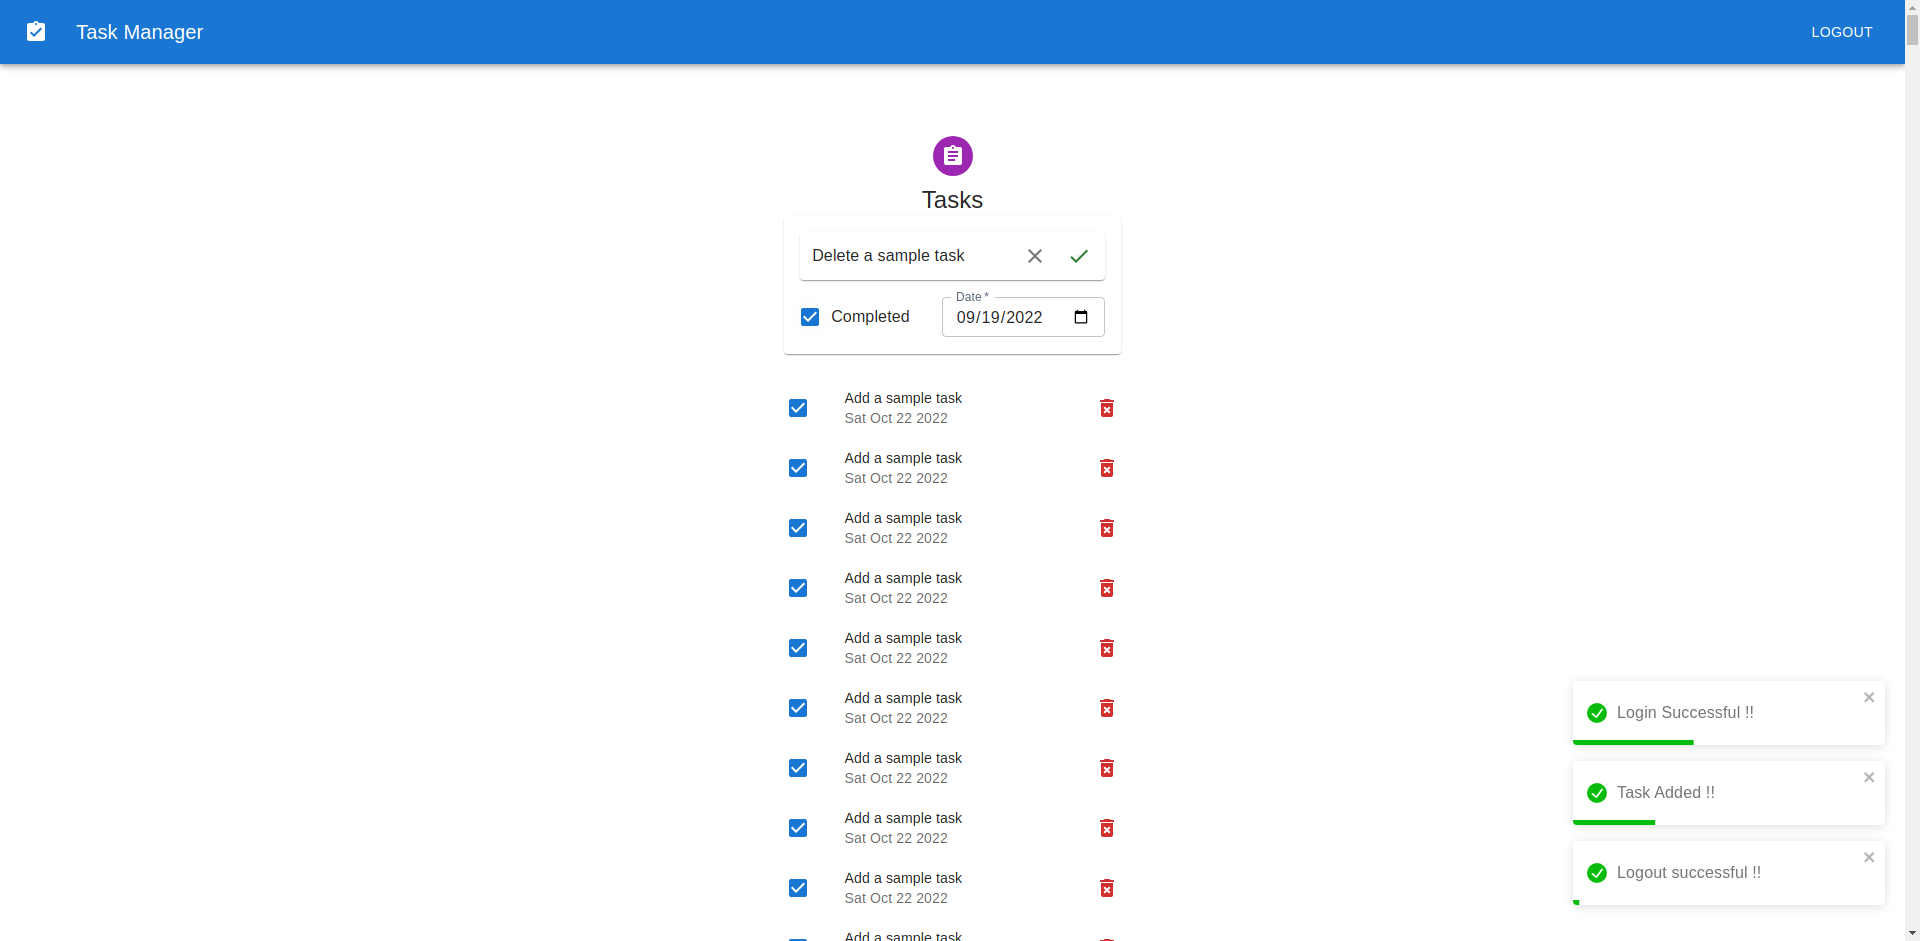 Task Manager
LOGOUT
Tasks
Delete a sample task
Completed
Date *
09/19/2022
Add a sample task
Sat Oct 22 2022
Add a sample task
Sat Oct 22 2022
Add a sample task
Sat Oct 22 2022
Add a sample task
Sat Oct 22 2022
Add a sample task
Sat Oct 22 2022
Add a sample task
Sat Oct 22 2022
Add a sample task
Sat Oct 22 2022
Add a sample task
Sat Oct 22 2022
Add a sample task
Sat Oct 22 2022
Add a sample task
Login Successful !!
Task Added !!
Logout successful !!